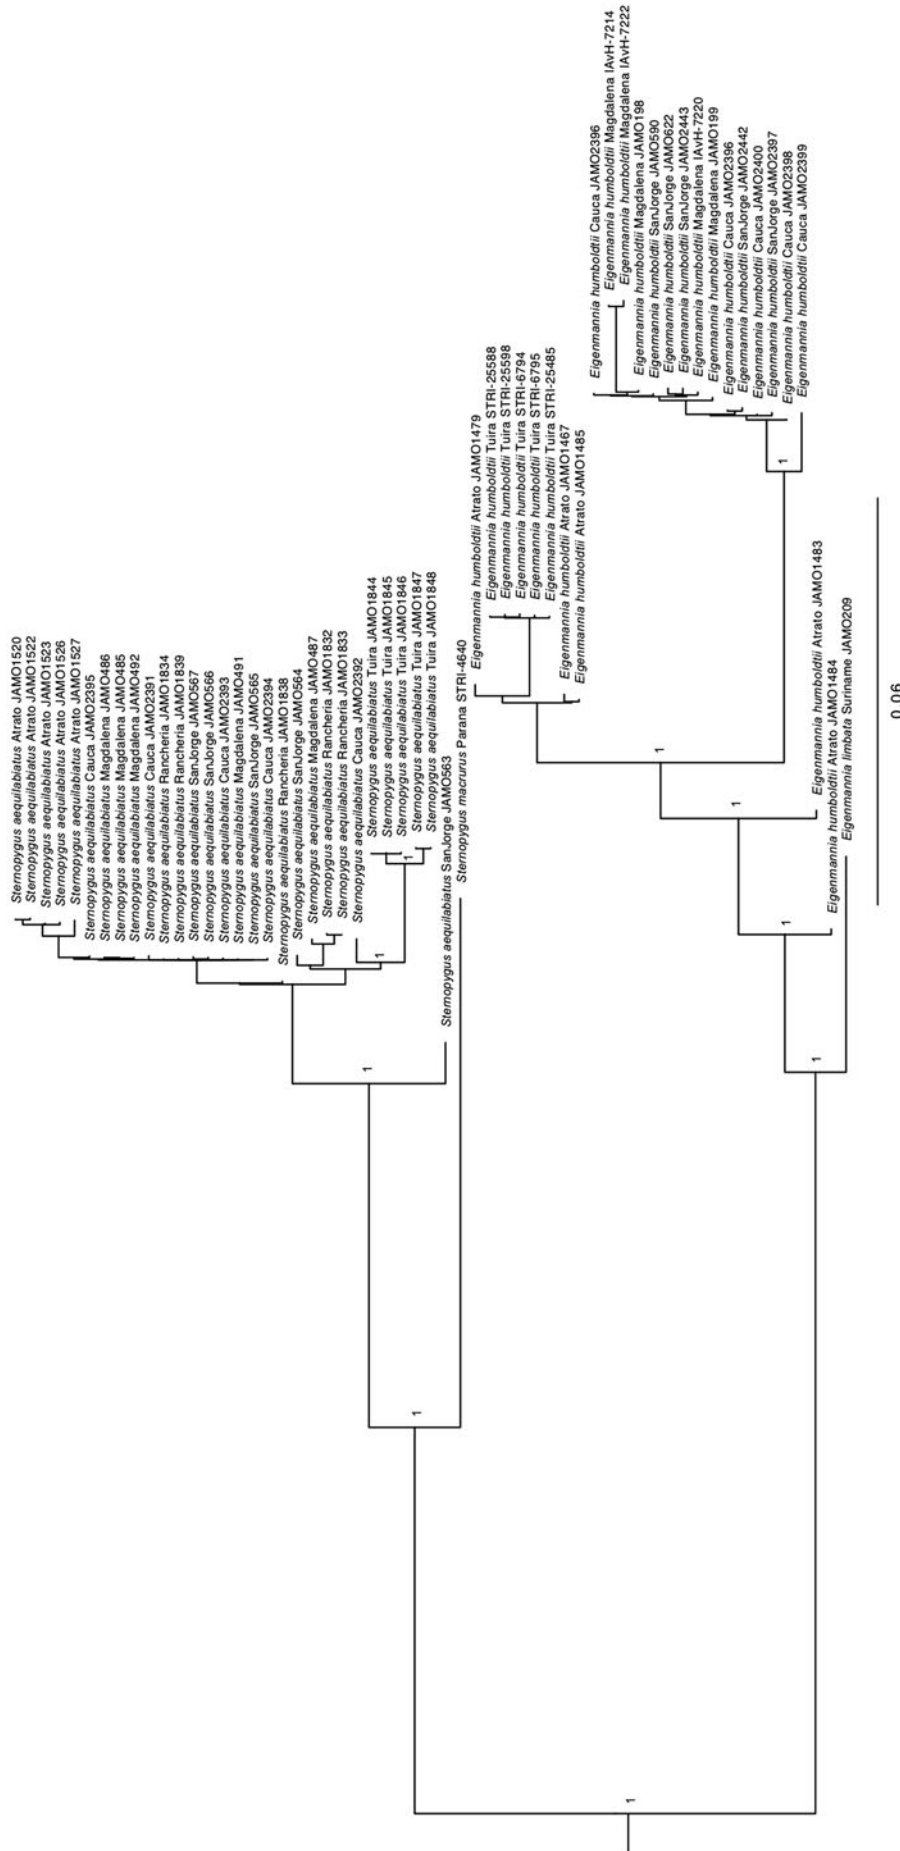 Sternopygus aequilabiatus Atrato JAMO1520
Sternopygus aequilabiatus Atrato JAMO1522
Sternopygus aequilabiatus Atrato JAMO1523
Sternopygus aequilabiatus Atrato JAMO1526
Sternopygus aequilabiatus Atrato JAMO1527
Sternopygus aequilabiatus Cauca JAMO2395
Sternopygus aequilabiatus Magdalena JAMO486
Sternopygus aequilabiatus Magdalena JAMO485
Sternopygus aequilabiatus Magdalena JAMO492
Sternopygus aequilabiatus Cauca JAMO2391
Sternopygus aequilabiatus Rancheria JAMO1834
Sternopygus aequilabiatus Rancheria JAMO1839
Sternopygus aequilabiatus SanJorge JAMO567
Sternopygus aequilabiatus SanJorge JAMO566
Sternopygus aequilabiatus Cauca JAMO2393
Sternopygus aequilabiatus Magdalena JAMO491
Sternopygus aequilabiatus SanJorge JAMO565
Sternopygus aequilabiatus Cauca JAMO2394
Sternopygus aequilabiatus Rancheria JAMO1838
Sternopygus aequilabiatus SanJorge JAMO564
Sternopygus aequilabiatus Magdalena JAMO487
Sternopygus aequilabiatus Rancheria JAMO1832
Sternopygus aequilabiatus Rancheria JAMO1833
Sternopygus aequilabiatus Cauca JAMO2392
Sternopygus aequilabiatus Tuira JAMO1844
Sternopygus aequilabiatus Tuira JAMO1845
Sternopygus aequilabiatus Tuira JAMO1846
Sternopygus aequilabiatus Tuira JAMO1847
Sternopygus aequilabiatus Tuira JAMO1848
Sternopygus aequilabiatus SanJorge JAMO563
Sternopygus macrurus Parana STRI-4640
Eigenmannia humboldtii Atrato JAMO1479
Eigenmannia humboldtii Tuira STRI-25588
Eigenmannia humboldtii Tuira STRI-25598
Eigenmannia humboldtii Tuira STRI-6794
Eigenmannia humboldtii Tuira STRI-6795
Eigenmannia humboldtii Tuira STRI-25485
Eigenmannia humboldtii Atrato JAMO1467
Eigenmannia humboldtii Atrato JAMO1485
Eigenmannia humboldtii Cauca JAMO2396
Eigenmannia humboldtii Magdalena IAvH-7214
Eigenmannia humboldtii Magdalena IAvH-7222
Eigenmannia humboldtii Magdalena JAMO198
Eigenmannia humboldtii SanJorge JAMO590
Eigenmannia humboldtii SanJorge JAMO622
Eigenmannia humboldtii SanJorge JAMO2443
Eigenmannia humboldtii Magdalena IAvH-7220
Eigenmannia humboldtii Magdalena JAMO199
Eigenmannia humboldtii Cauca JAMO2396
Eigenmannia humboldtii SanJorge JAMO2442
Eigenmannia humboldtii Cauca JAMO2400
Eigenmannia humboldtii SanJorge JAMO2397
Eigenmannia humboldtii Cauca JAMO2398
Eigenmannia humboldtii Cauca JAMO2399
Eigenmannia humboldtii Atrato JAMO1483
Eigenmannia humboldtii Atrato JAMO1484
Eigenmannia limbata Suriname JAMO209
1
1
1
1
1
1
1
1
1
1
1
0.06